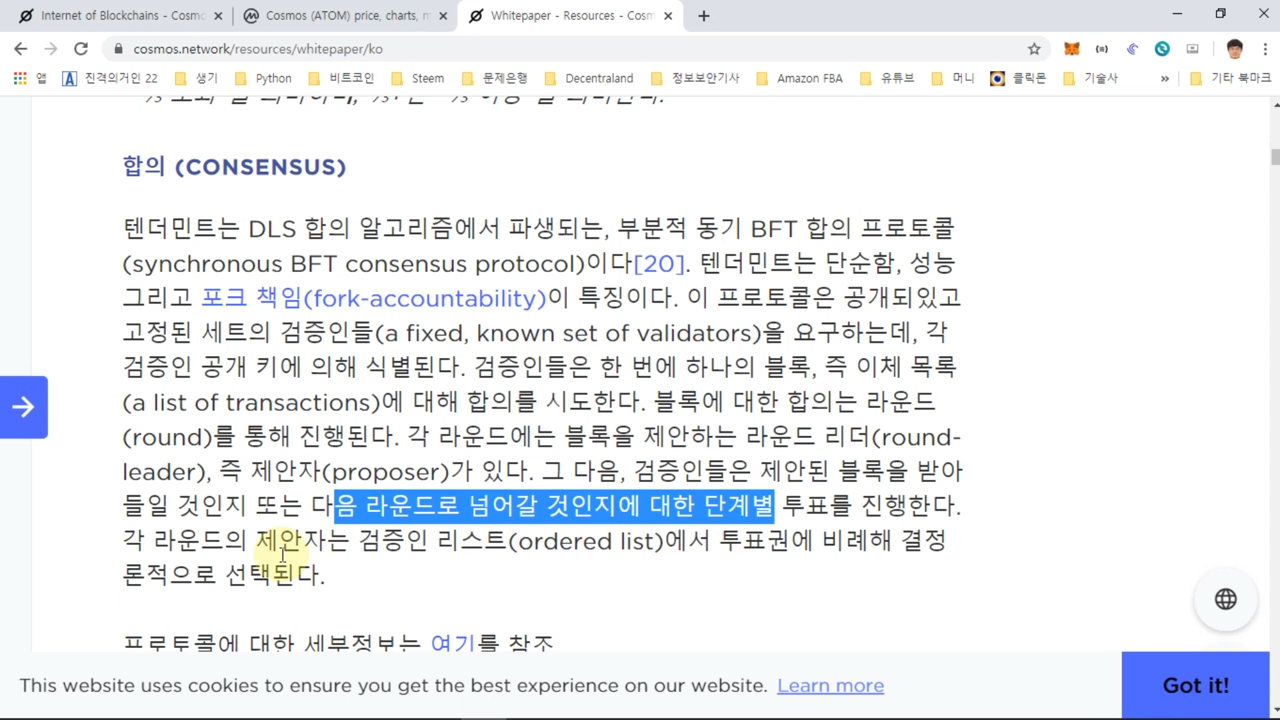 Internet of Blockchains - Cosmo
Cosmos (ATOM) price, charts, m
Whitepaper - Resources - Cosm
cosmos.network/resources/whitepaper/ko
앱
진격의거인 22
생기
Python
비트코인
Steem
문제은행
Decentraland
정보보안기사
Amazon FBA
유튜브
머니
클릭몬
기술사
»
기타 북마크
합의 (CONSENSUS)
텐더민트는 DLS 합의 알고리즘에서 파생되는, 부분적 동기 BFT 합의 프로토콜
(synchronous BFT consensus protocol)이다[20]. 텐더민트는 단순함, 성능
그리고 포크 책임(fork-accountability)이 특징이다. 이 프로토콜은 공개되있고
고정된 세트의 검증인들(a fixed, known set of validators)을 요구하는데, 각
검증인 공개 키에 의해 식별된다. 검증인들은 한 번에 하나의 블록, 즉 이체 목록
(a list of transactions)에 대해 합의를 시도한다. 블록에 대한 합의는 라운드
(round)를 통해 진행된다. 각 라운드에는 블록을 제안하는 라운드 리더(round-
leader), 즉 제안자(proposer)가 있다. 그 다음, 검증인들은 제안된 블록을 받아
들일 것인지 또는 다음 라운드로 넘어갈 것인지에 대한 단계별 투표를 진행한다.
각 라운드의 제안자는 검증인 리스트(ordered list)에서 투표권에 비례해 결정
론적으로 선택된다.
프로토콜에 대한 세부정보는 여기를 참조
This website uses cookies to ensure you get the best experience on our website. Learn more
Got it!